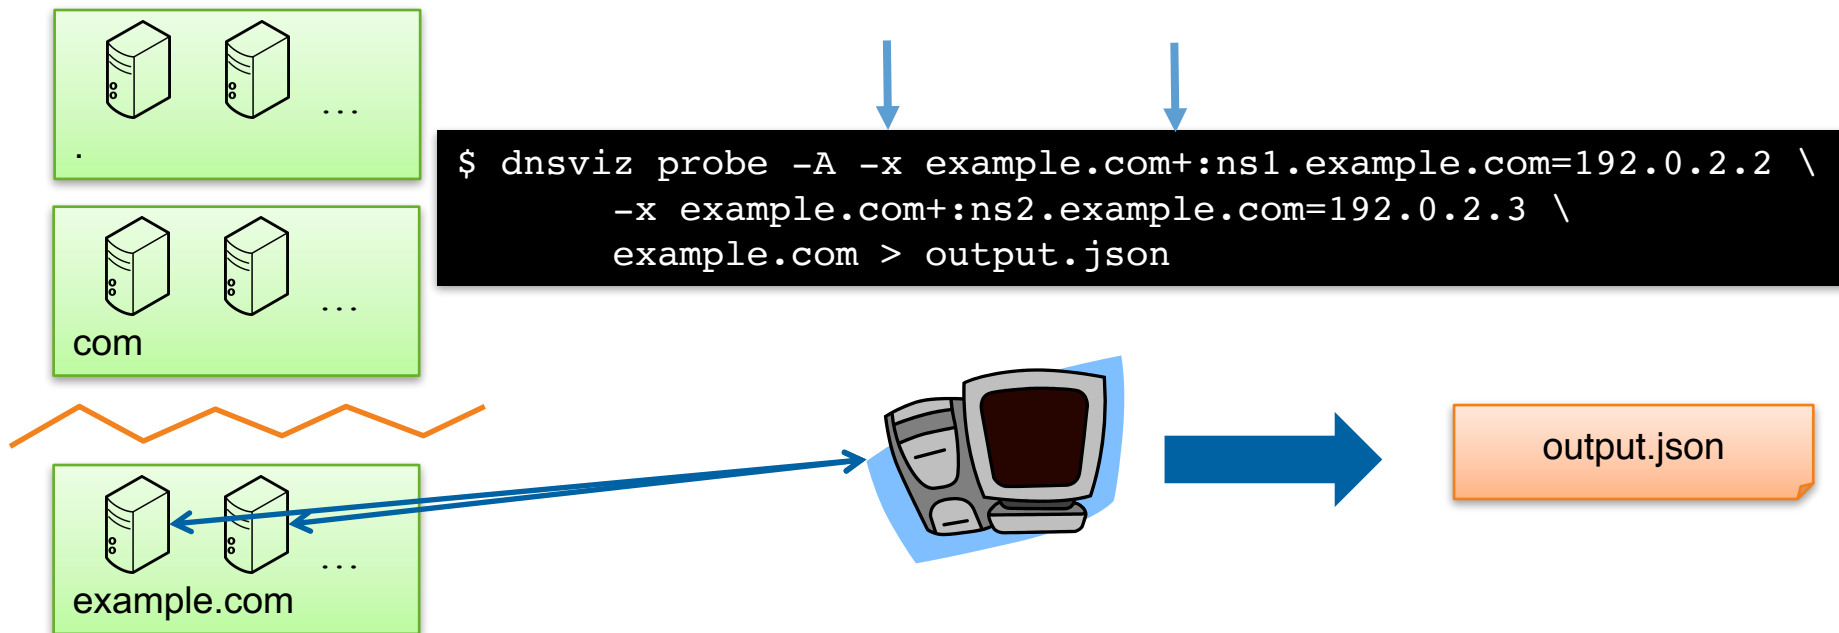 ...
.
$ dnsviz probe -A -x example.com+:ns1.example.com=192.0.2.2 \
-x example.com+:ns2.example.com=192.0.2.3 \
example.com > output.json
...
com
output.json
...
example.com